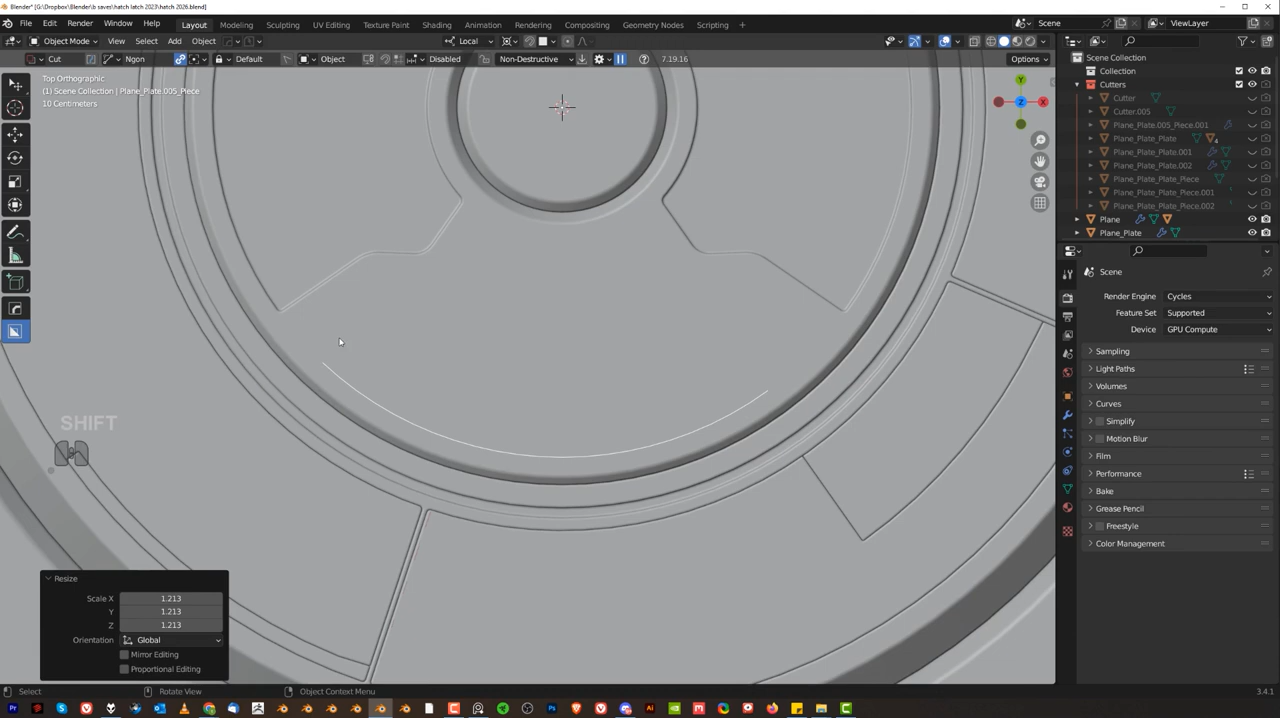 Blender* [G:\Dropbox\Blender\b saves\hatch latch 2023\hatch 2026.blend]
File Edit Render Window Help Layout Modeling Sculpting UV Editing Texture Paint Shading Animation Rendering Compositing Geometry Nodes Scripting + Scene ViewLayer
Object Mode View Select Add Object Local
Cut Ngon Default Object Disabled Non-Destructive 7.19.16 Options
Top Orthographic
(1) Scene Collection | Plane_Plate.005_Piece
10 Centimeters
Y
Z
X
SHIFT
Resize
Scale X 1.213
Y 1.213
Z 1.213
Orientation Global
Mirror Editing
Proportional Editing
Scene Collection
Collection
Cutters
Cutter
Cutter.005
Plane_Plate.005_Piece.001
Plane_Plate_Plate
4
Plane_Plate_Plate.001
Plane_Plate_Plate.002
Plane_Plate_Plate_Piece
Plane_Plate_Plate_Piece.001
Plane_Plate_Plate_Piece.002
Plane
Plane_Plate
Scene
Render Engine Cycles
Feature Set Supported
Device GPU Compute
Sampling
Light Paths
Volumes
Curves
Simplify
Motion Blur
Film
Performance
Bake
Grease Pencil
Freestyle
Color Management
Select Rotate View Object Context Menu 3.4.1